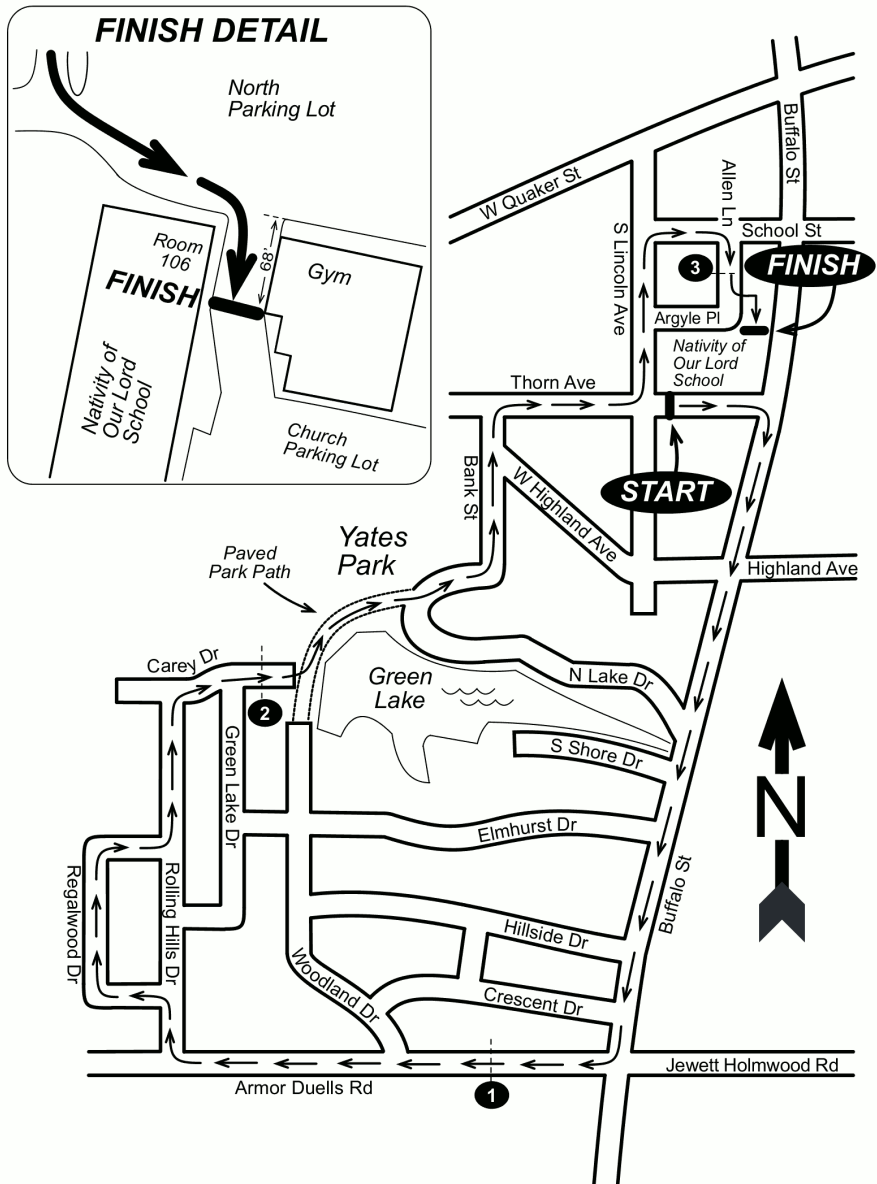 FINISH DETAIL
North
Parking Lot
Room
106
FINISH
68'
Gym
Nativity of
Our Lord
School
Church
Parking Lot
W Quaker St
Buffalo St
Allen Ln
S Lincoln Ave
School St
3
FINISH
Argyle Pl
Nativity of
Our Lord
School
Thorn Ave
START
Bank St
W Highland Ave
Highland Ave
Yates
Park
Paved
Park Path
Carey Dr
2
Green
Lake
N Lake Dr
S Shore Dr
Green Lake Dr
Elmhurst Dr
N
Buffalo St
Regalwood Dr
Rolling Hills Dr
Hillside Dr
Woodland Dr
Crescent Dr
Jewett Holmwood Rd
Armor Duells Rd
1